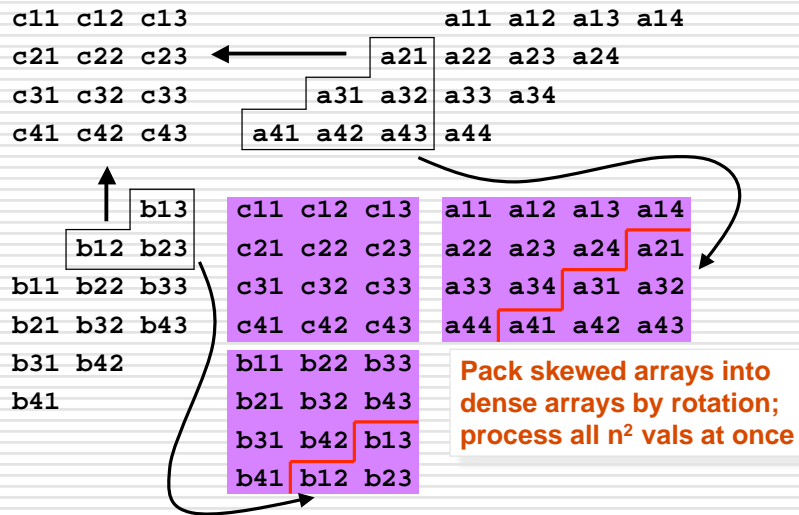 c11 c12 c13
c21 c22 c23
c31 c32 c33
c41 c42 c43
a11 a12 a13 a14
a21 a22 a23 a24
a31 a32 a33 a34
a41 a42 a43 a44
b13
b12 b23
b11 b22 b33
b21 b32 b43
b31 b42
b41
c11 c12 c13
c21 c22 c23
c31 c32 c33
c41 c42 c43
a11 a12 a13 a14
a22 a23 a24 a21
a33 a34 a31 a32
a44 a41 a42 a43
b11 b22 b33
b21 b32 b43
b31 b42 b13
b41 b12 b23
Pack skewed arrays into
dense arrays by rotation;
process all n² vals at once